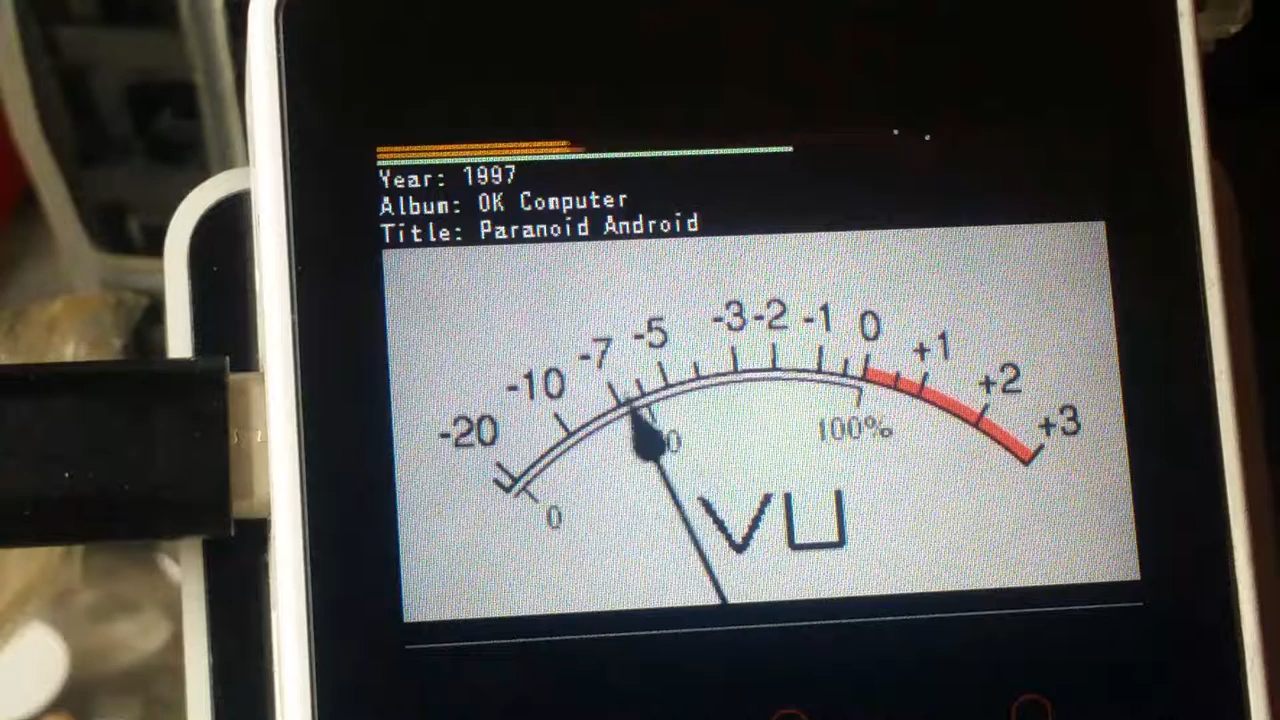 Year: 1997
Album: OK Computer
Title: Paranoid Android
-20 -10 -7 -5 -3 -2 -1 0 +1 +2 +3
0 100%
VU